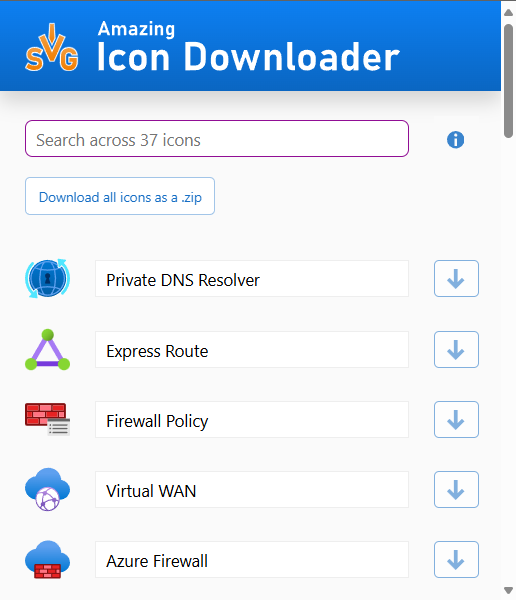 SVG
Amazing
Icon Downloader
Search across 37 icons
Download all icons as a .zip
Private DNS Resolver
Express Route
Firewall Policy
Virtual WAN
Azure Firewall